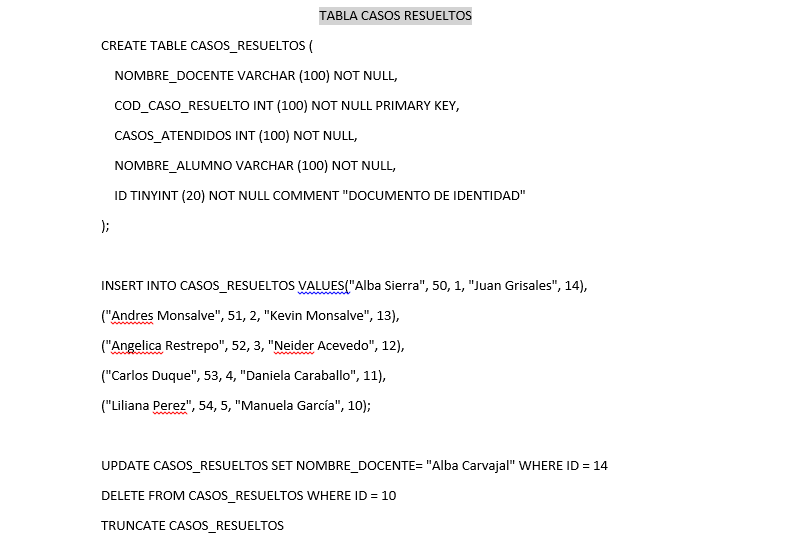 TABLA CASOS RESUELTOS
CREATE TABLE CASOS_RESUELTOS (
NOMBRE_DOCENTE VARCHAR (100) NOT NULL,
COD_CASO_RESUELTO INT (100) NOT NULL PRIMARY KEY,
CASOS_ATENDIDOS INT (100) NOT NULL,
NOMBRE_ALUMNO VARCHAR (100) NOT NULL,
ID TINYINT (20) NOT NULL COMMENT "DOCUMENTO DE IDENTIDAD"
);
INSERT INTO CASOS_RESUELTOS VALUES("Alba Sierra", 50, 1, "Juan Grisales", 14),
("Andres Monsalve", 51, 2, "Kevin Monsalve", 13),
("Angelica Restrepo", 52, 3, "Neider Acevedo", 12),
("Carlos Duque", 53, 4, "Daniela Caraballo", 11),
("Liliana Perez", 54, 5, "Manuela García", 10);
UPDATE CASOS_RESUELTOS SET NOMBRE_DOCENTE= "Alba Carvajal" WHERE ID = 14
DELETE FROM CASOS_RESUELTOS WHERE ID = 10
TRUNCATE CASOS_RESUELTOS